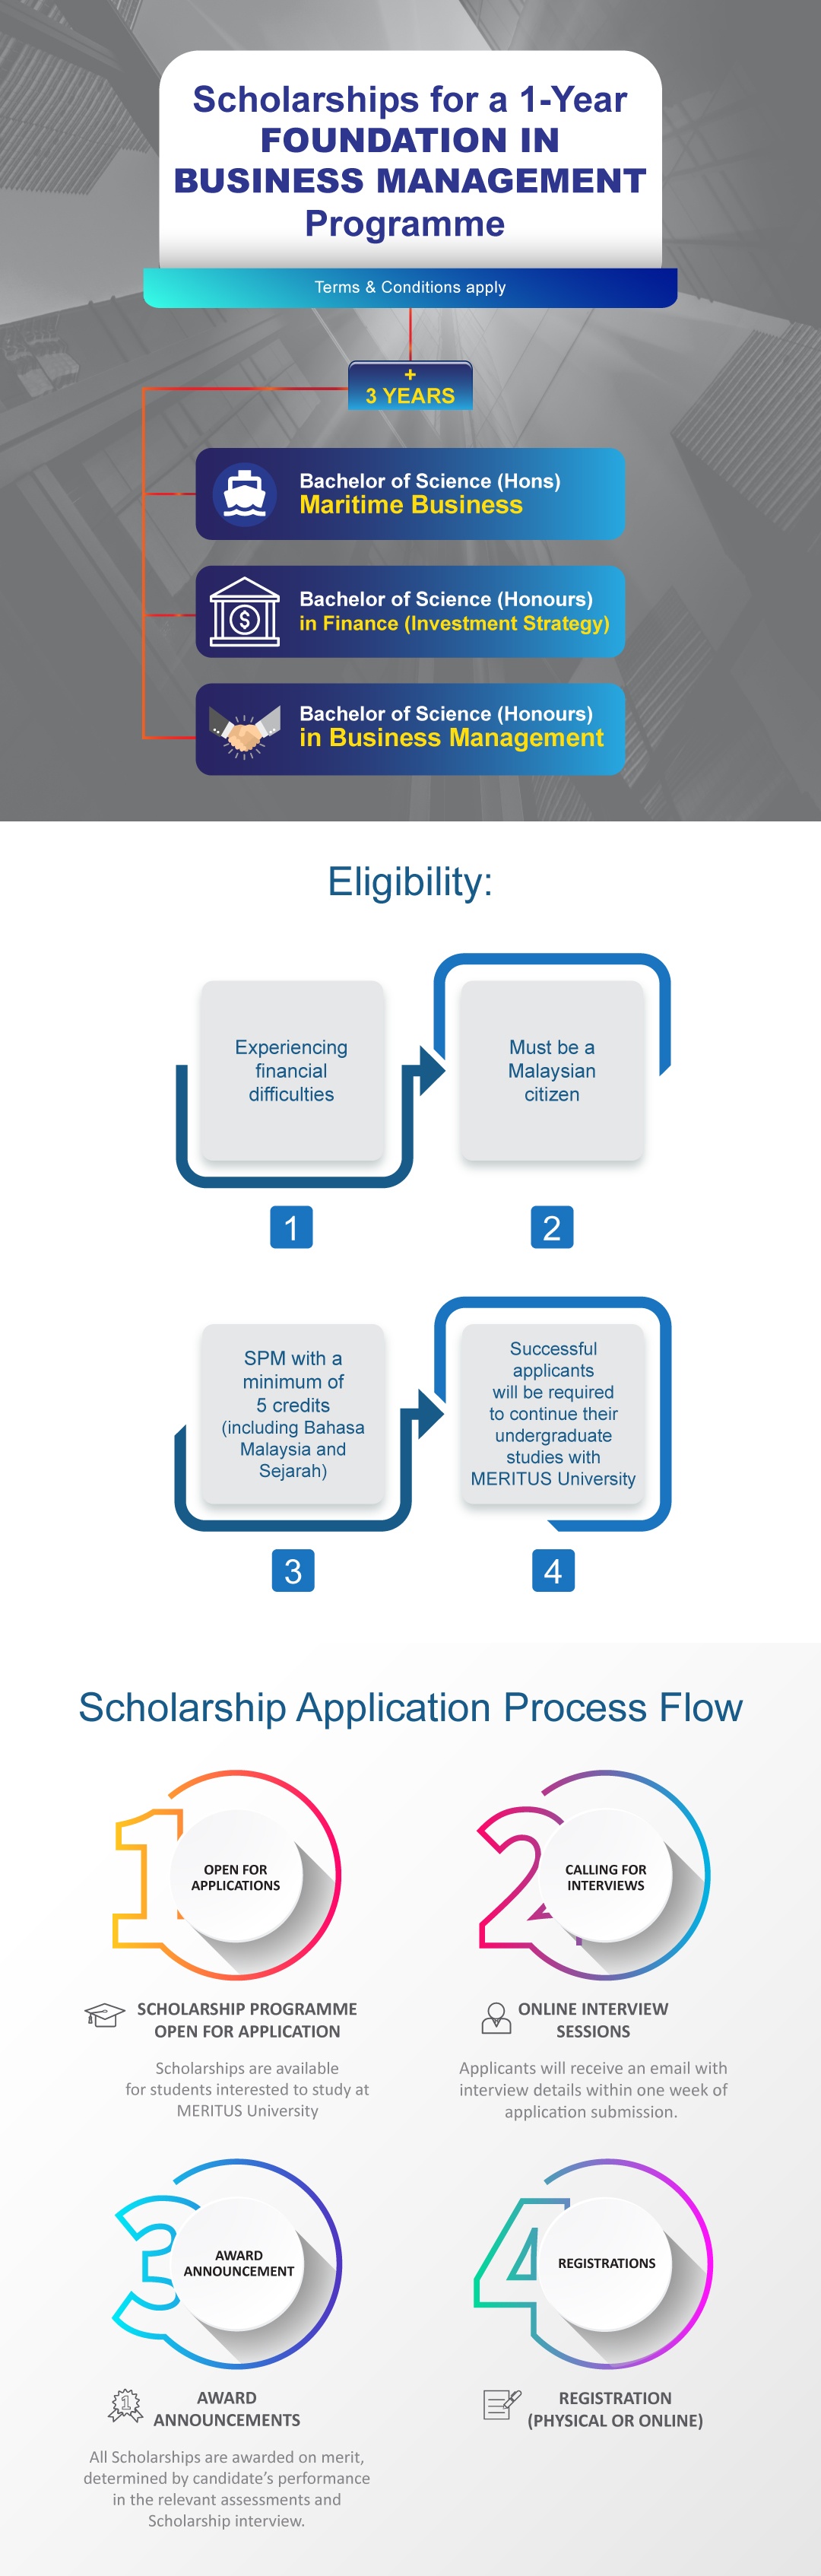 Scholarships for a 1-Year
FOUNDATION IN
BUSINESS MANAGEMENT
Programme
Terms & Conditions apply
+
3 YEARS
Bachelor of Science (Hons)
Maritime Business
$
Bachelor of Science (Honours)
in Finance (Investment Strategy)
Bachelor of Science (Honours)
in Business Management
Eligibility:
Experiencing
financial
difficulties
1
Must be a
Malaysian
citizen
2
SPM with a
minimum of
5 credits
(including Bahasa
Malaysia and
Sejarah)
3
Successful
applicants
will be required
to continue their
undergraduate
studies with
MERITUS University
4
Scholarship Application Process Flow
1
OPEN FOR
APPLICATIONS
SCHOLARSHIP PROGRAMME
OPEN FOR APPLICATION
Scholarships are available
for students interested to study at
MERITUS University
2
CALLING FOR
INTERVIEWS
ONLINE INTERVIEW
SESSIONS
Applicants will receive an email with
interview details within one week of
application submission.
3
AWARD
ANNOUNCEMENT
1
AWARD
ANNOUNCEMENTS
All Scholarships are awarded on merit,
determined by candidate's performance
in the relevant assessments and
Scholarship interview.
4
REGISTRATIONS
REGISTRATION
(PHYSICAL OR ONLINE)